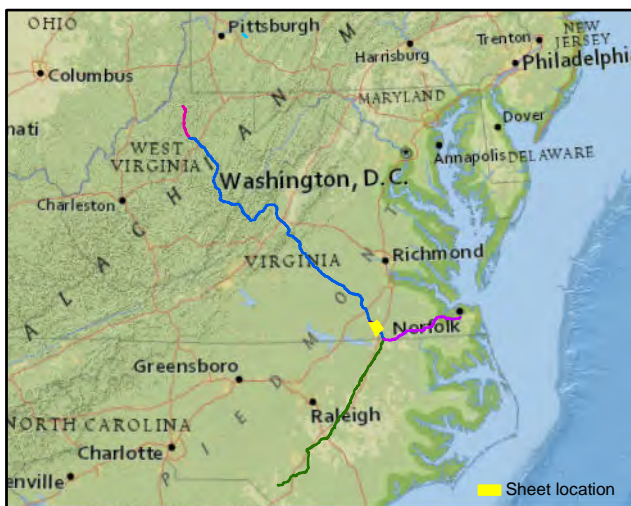 OHIO
Pittsburgh
NEW
JERSEY
Trenton
Harrisburg
Philadelphia
Columbus
MARYLAND
nati
Dover
WEST
VIRGINIA
Annapolis
DELAWARE
Washington, D.C.
Charleston
Richmond
VIRGINIA
A L A C H I A N M
O N T
Norfolk
Greensboro
P I E D M O N T
Raleigh
NORTH CAROLINA
Charlotte
enville
Sheet location